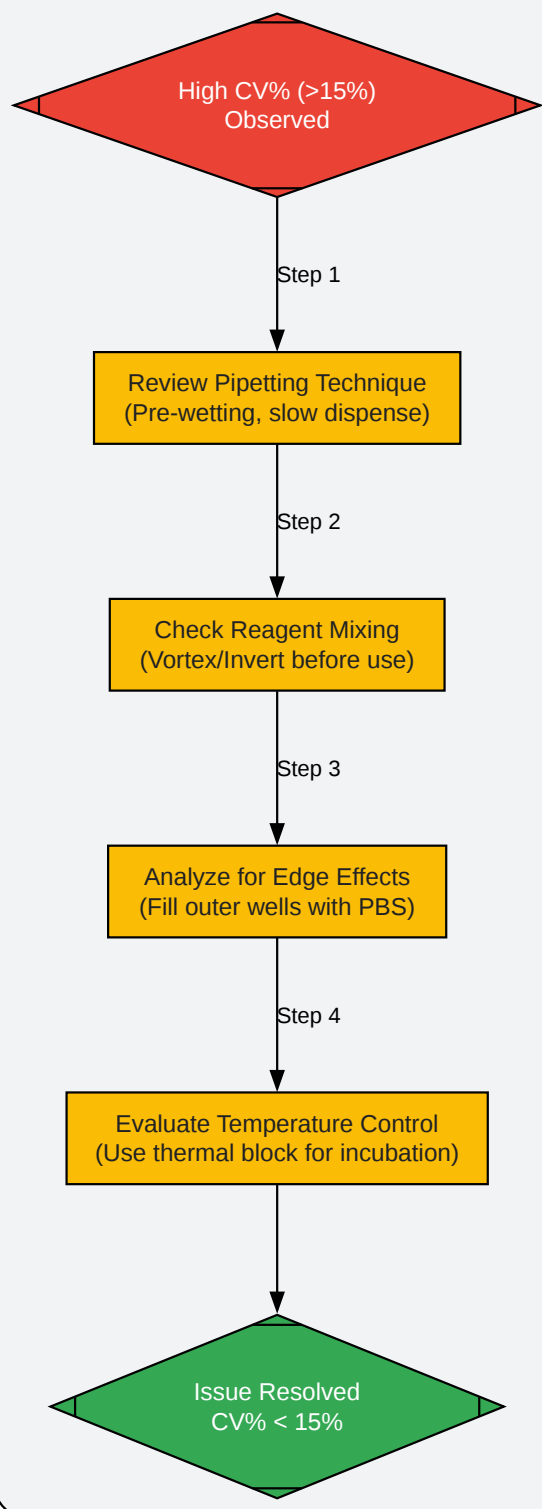 High CV% (>15%)
Observed
Step 1
Review Pipetting Technique
(Pre-wetting, slow dispense)
Step 2
Check Reagent Mixing
(Vortex/Invert before use)
Step 3
Analyze for Edge Effects
(Fill outer wells with PBS)
Step 4
Evaluate Temperature Control
(Use thermal block for incubation)
Issue Resolved
CV% < 15%